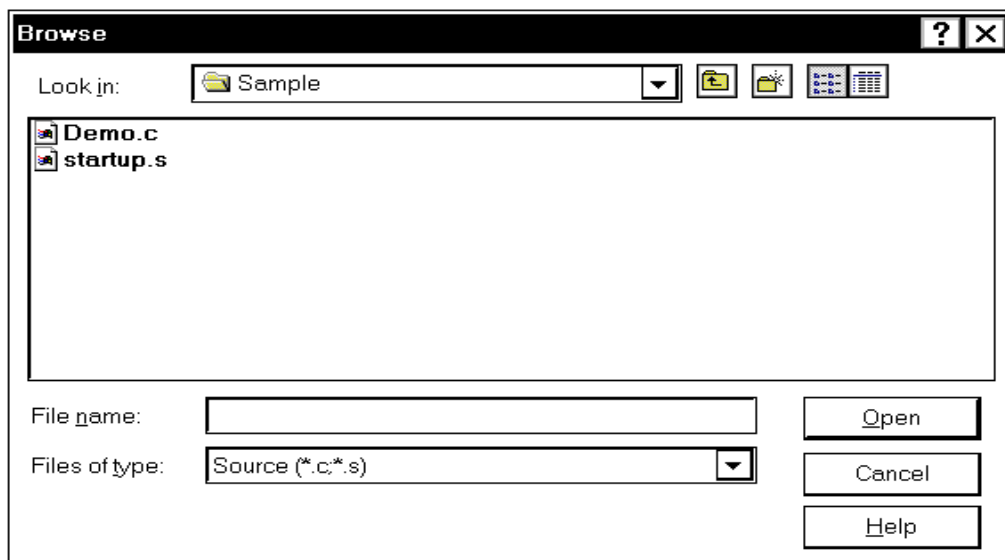 Browse
Look in: Sample
Demo.c
startup.s
File name:
Open
Files of type: Source (*.c;*.s)
Cancel
Help